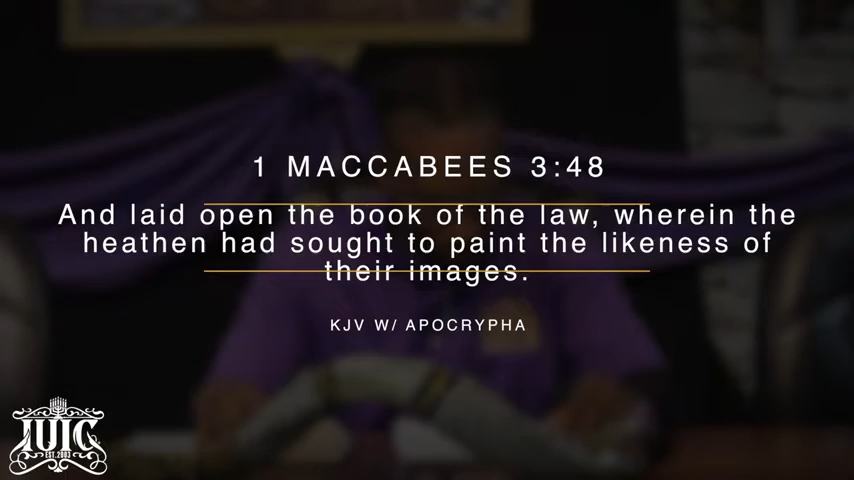 1 MACCABEES 3:48
And laid open the book of the law, wherein the
heathen had sought to paint the likeness of
their images.
KJV W/ APOCRYPHA
IUIC
EST.2003